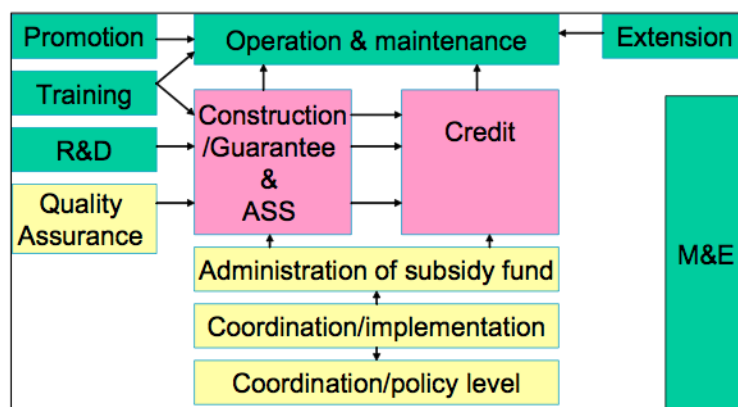 Promotion
Operation & maintenance
Extension
Training
Construction
/Guarantee
&
ASS
Credit
R&D
Quality
Assurance
M&E
Administration of subsidy fund
Coordination/implementation
Coordination/policy level